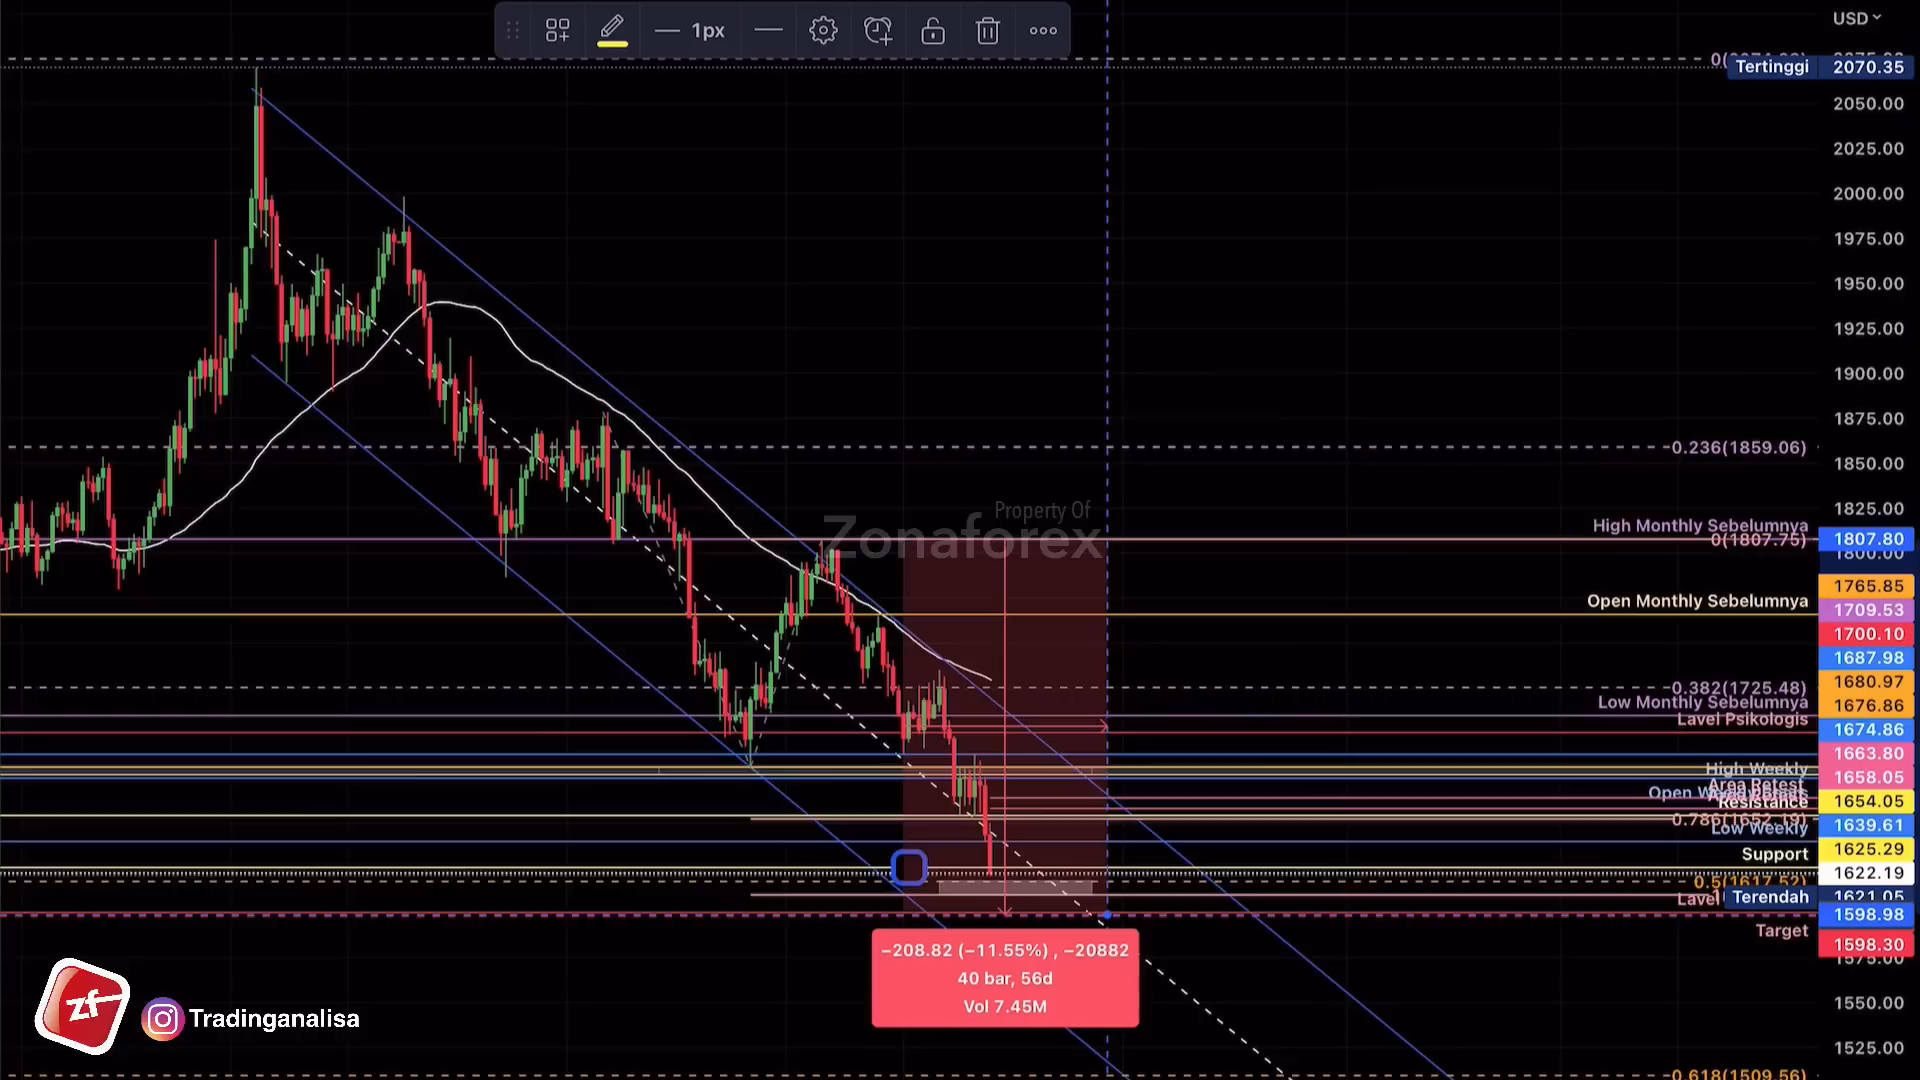 1px
USD
Tertinggi
2070.35
2050.00
2025.00
2000.00
1975.00
1950.00
1925.00
1900.00
1875.00
0.236(1859.06)
1850.00
1825.00
Property Of
Zonaforex
High Monthly Sebelumnya
0(1807.75)
1807.80
1800.00
1765.85
Open Monthly Sebelumnya
1709.53
1700.10
1687.98
1680.97
0.382(1725.48)
Low Monthly Sebelumnya
1676.86
Lavel Psikologis
1674.86
1663.80
High Weekly
1658.05
Area Retest
Open
Resistance
1654.05
0.786(1652.19)
Low Weekly
1639.61
Support
1625.29
1622.19
0.5(1617.52)
Lavel
Terendah
1621.05
1598.98
Target
1598.30
1575.00
-208.82 (-11.55%) , -20882
40 bar, 56d
Vol 7.45M
1550.00
1525.00
0.618(1509.56)
zf
Tradinganalisa